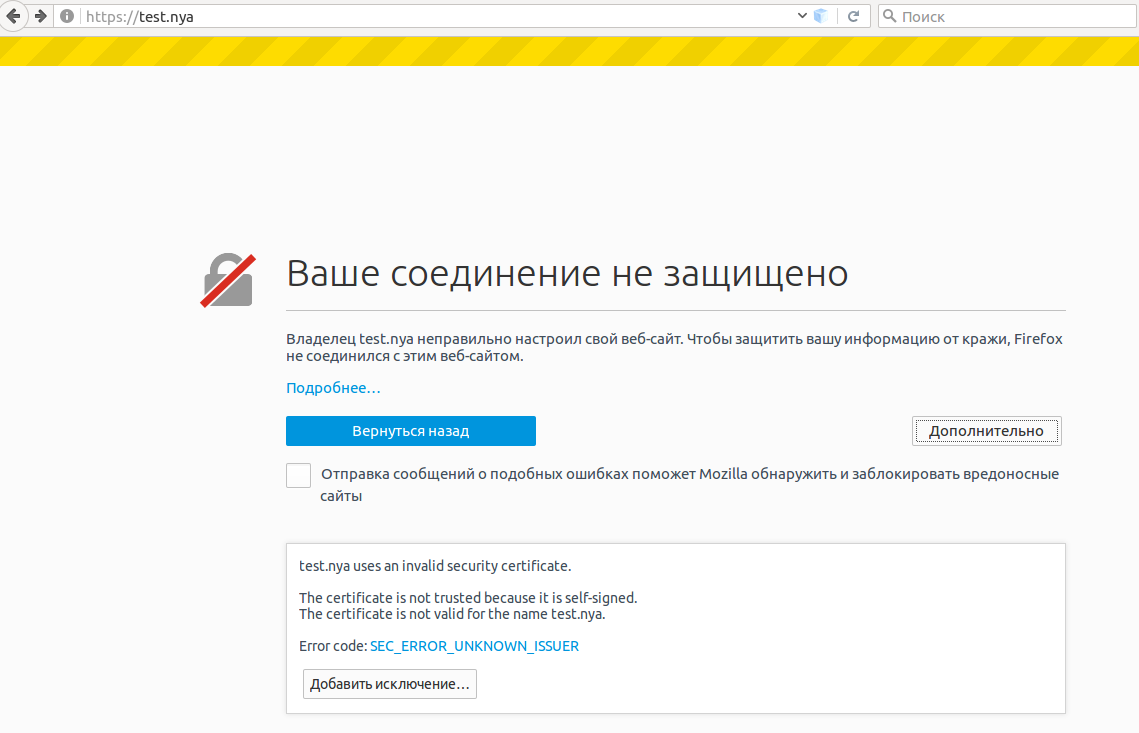 https://test.nya
Поиск
Ваше соединение не защищено
Владелец test.nya неправильно настроил свой веб-сайт. Чтобы защитить вашу информацию от кражи, Firefox
не соединился с этим веб-сайтом.
Подробнее…
Вернуться назад
Дополнительно
Отправка сообщений о подобных ошибках поможет Mozilla обнаружить и заблокировать вредоносные
сайты
test.nya uses an invalid security certificate.
The certificate is not trusted because it is self-signed.
The certificate is not valid for the name test.nya.
Error code: SEC_ERROR_UNKNOWN_ISSUER
Добавить исключение…